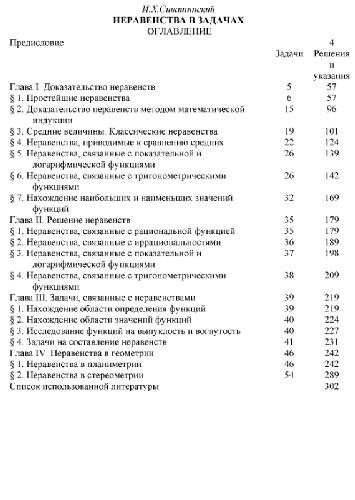 И.Х.Сивашинский
НЕРАВЕНСТВА В ЗАДАЧАХ
ОГЛАВЛЕНИЕ
Предисловие 4
Задачи Решения
и
указания
Глава I. Доказательство неравенств 5 57
§ 1. Простейшие неравенства 6 57
§ 2. Доказательство неравенств методом математической 15 96
индукции
§ 3. Средние величины. Классические неравенства 19 101
§ 4. Неравенства, приводимые к сравнению средних 22 124
§ 5. Неравенства, связанные с показательной и 26 139
логарифмической функциями
§ 6. Неравенства, связанные с тригонометрическими 26 142
функциями
§ 7. Нахождение наибольших и наименьших значений 32 169
функций
Глава II. Решение неравенств 35 179
§ 1. Неравенства, связанные с рациональной функцией 35 179
§ 2. Неравенства, связанные с иррациональностями 36 189
§ 3. Неравенства, связанные с показательной и 37 198
логарифмической функциями
§ 4. Неравенства, связанные с тригонометрическими 38 209
функциями
Глава III. Задачи, связанные с неравенствами 39 219
§ 1. Нахождение области определения функций 39 219
§ 2. Нахождение области значений функций 40 224
§ 3. Исследование функций на выпуклость и вогнутость 40 227
§ 4. Задачи на составление неравенств 41 231
Глава IV. Неравенства в геометрии 46 242
§ 1. Неравенства в планиметрии 46 242
§ 2. Неравенства в стереометрии 54 289
Список использованной литературы 302